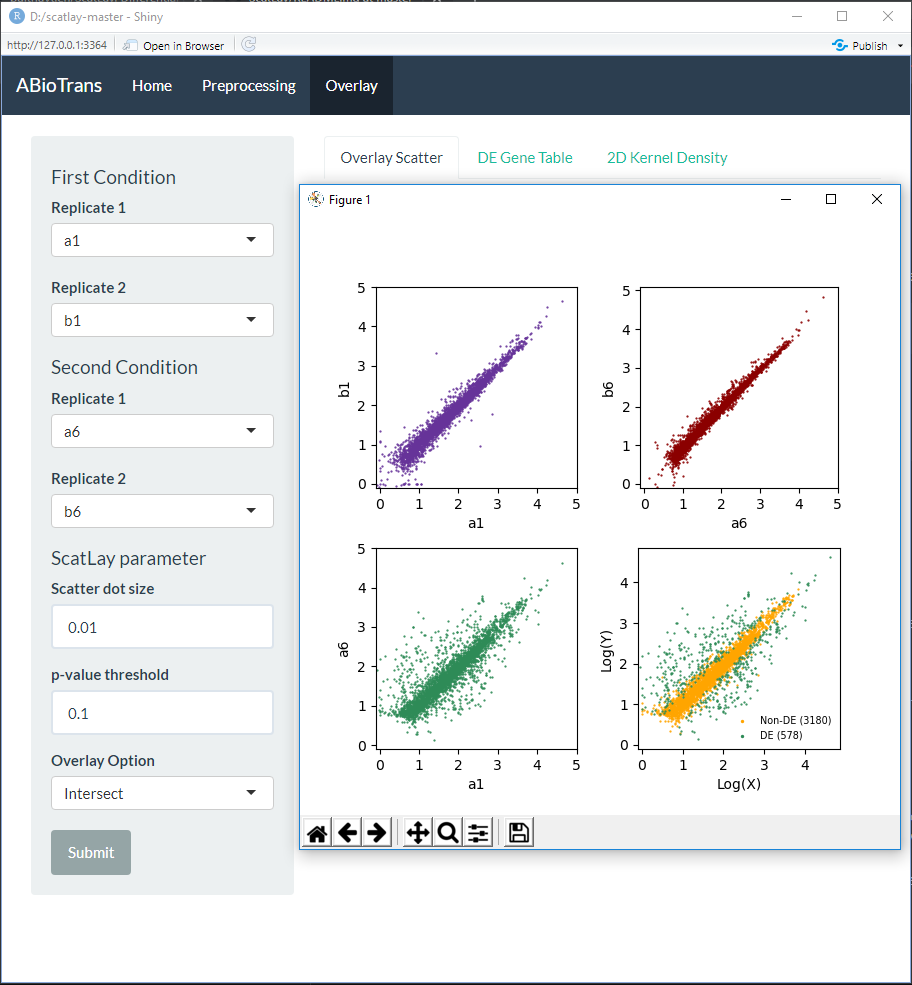 D:/scatlay-master - Shiny
http://127.0.0.1:3364
Open in Browser
Publish
ABioTrans
Home
Preprocessing
Overlay
First Condition
Replicate 1
a1
Replicate 2
b1
Second Condition
Replicate 1
a6
Replicate 2
b6
ScatLay parameter
Scatter dot size
0.01
p-value threshold
0.1
Overlay Option
Intersect
Submit
Overlay Scatter
DE Gene Table
2D Kernel Density
Figure 1
5
4
3
2
1
0
b1
0 1 2 3 4 5
a1
5
4
3
2
1
0
b6
0 1 2 3 4 5
a6
5
4
3
2
1
0
a6
0 1 2 3 4 5
a1
4
3
2
1
0
Log(Y)
Non-DE (3180)
DE (578)
0 1 2 3 4
Log(X)